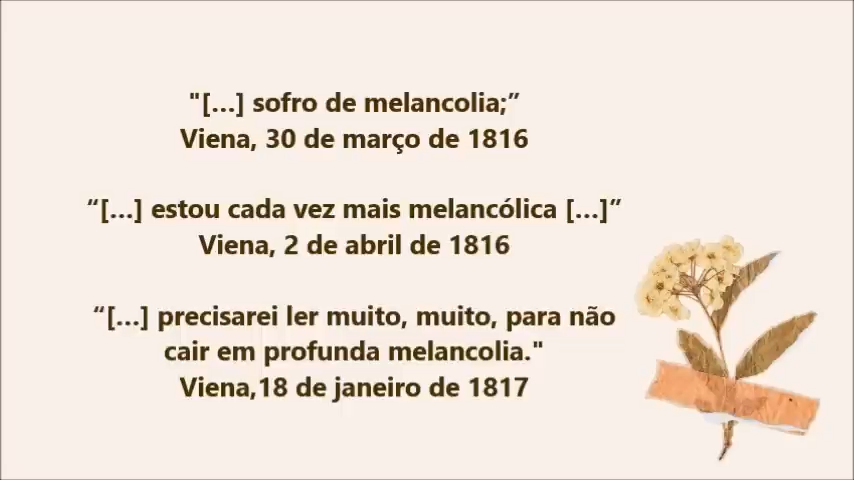 "[...] sofro de melancolia;”
Viena, 30 de março de 1816
“[...] estou cada vez mais melancólica [...]”
Viena, 2 de abril de 1816
“[...] precisarei ler muito, muito, para não
cair em profunda melancolia."
Viena,18 de janeiro de 1817